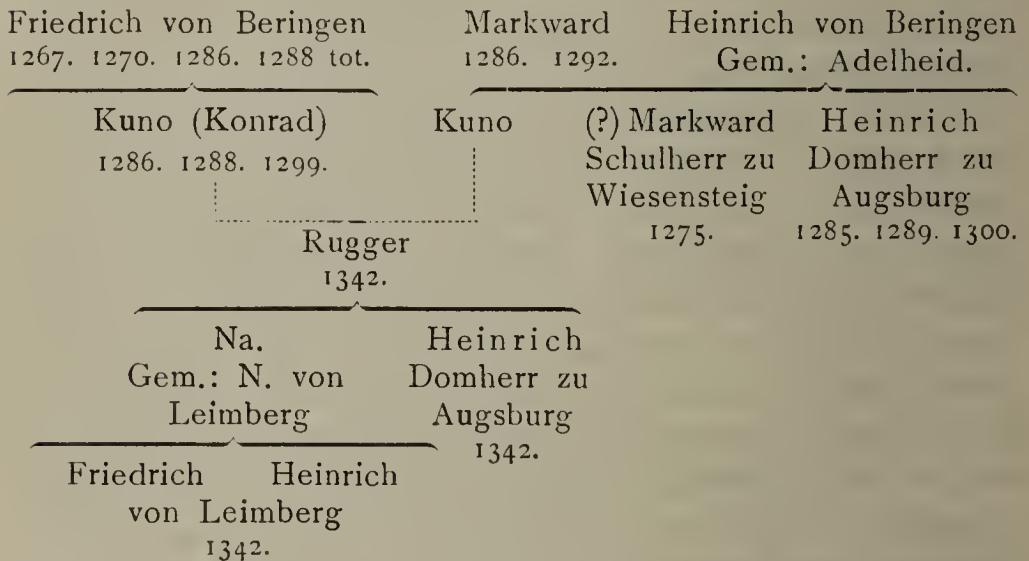 Friedrich von Beringen Markward Heinrich von Beringen
1267. 1270. 1286. 1288 tot. 1286. 1292. Gem.: Adelheid.
Kuno (Konrad) Kuno (?) Markward Heinrich
1286. 1288. 1299. Schulherr zu Domherr zu
Wiesensteig Augsburg
1275. 1285. 1289. 1300.
Rugger
1342.
Na. Heinrich
Gem.: N. von Domherr zu
Leimberg Augsburg
1342.
Friedrich Heinrich
von Leimberg
1342.